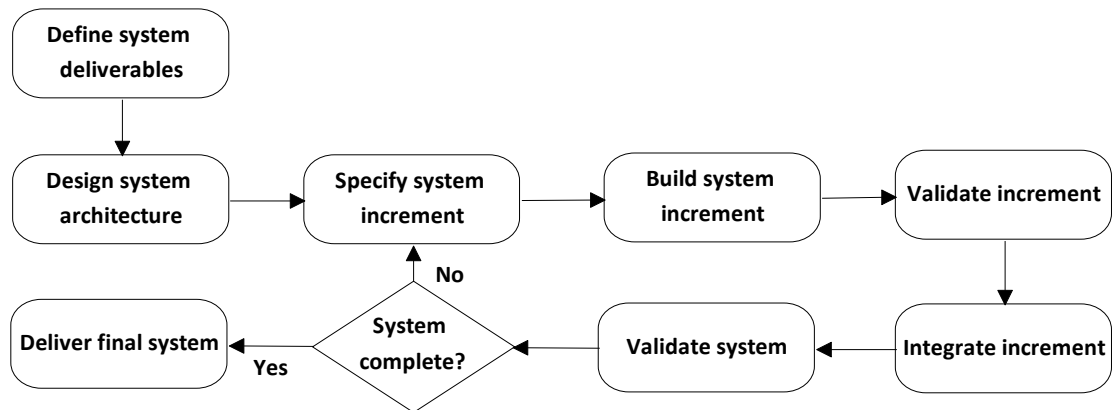 Define system
deliverables
Design system
architecture
Specify system
increment
Build system
increment
Validate increment
No
Deliver final system
Yes
System
complete?
Validate system
Integrate increment